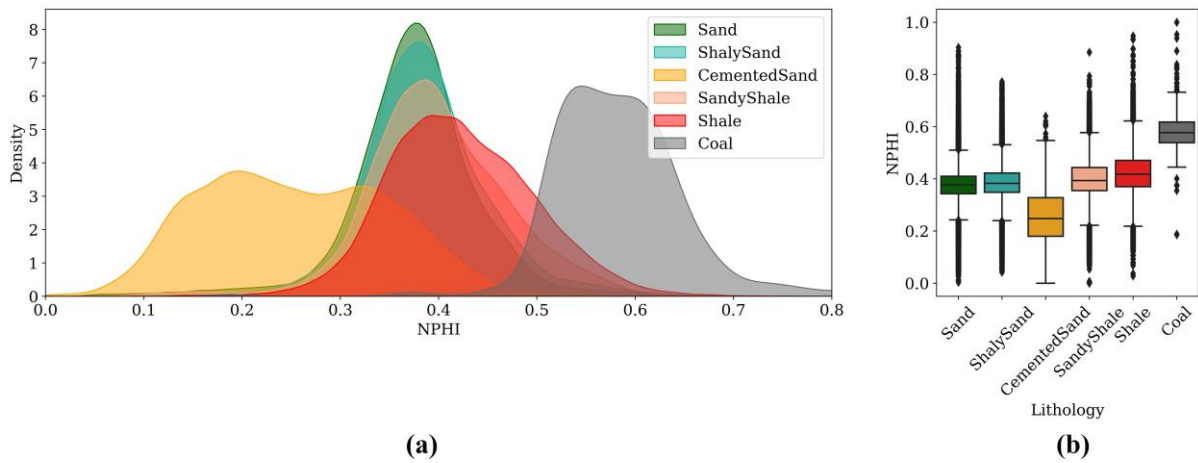 8
7
6
5
4
3
2
1
0
Density
0.0 0.1 0.2 0.3 0.4 0.5 0.6 0.7 0.8
NPHI
Sand
ShalySand
CementedSand
SandyShale
Shale
Coal
(a)
1.0
0.8
0.6
0.4
0.2
0.0
NPHI
Sand
ShalySand
CementedSand
SandyShale
Shale
Coal
Lithology
(b)